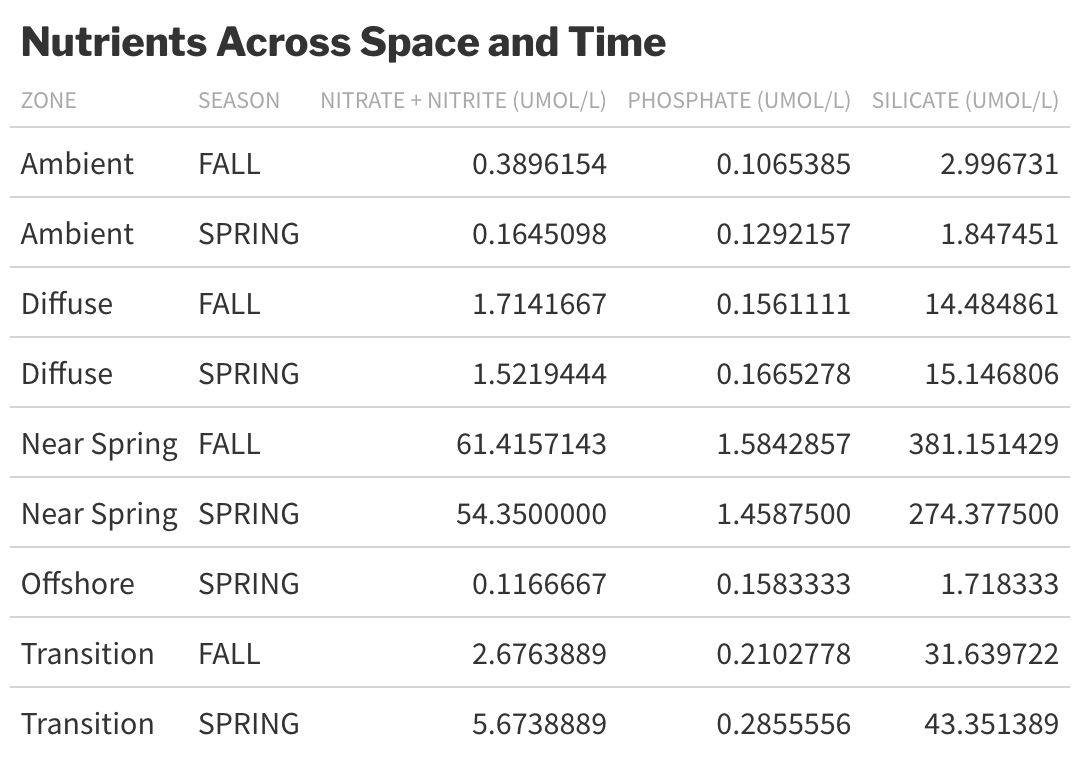 Nutrients Across Space and Time
ZONE SEASON NITRATE + NITRITE (UMOL/L) PHOSPHATE (UMOL/L) SILICATE (UMOL/L)
Ambient FALL 0.3896154 0.1065385 2.996731
Ambient SPRING 0.1645098 0.1292157 1.847451
Diffuse FALL 1.7141667 0.1561111 14.484861
Diffuse SPRING 1.5219444 0.1665278 15.146806
Near Spring FALL 61.4157143 1.5842857 381.151429
Near Spring SPRING 54.3500000 1.4587500 274.377500
Offshore SPRING 0.1166667 0.1583333 1.718333
Transition FALL 2.6763889 0.2102778 31.639722
Transition SPRING 5.6738889 0.2855556 43.351389